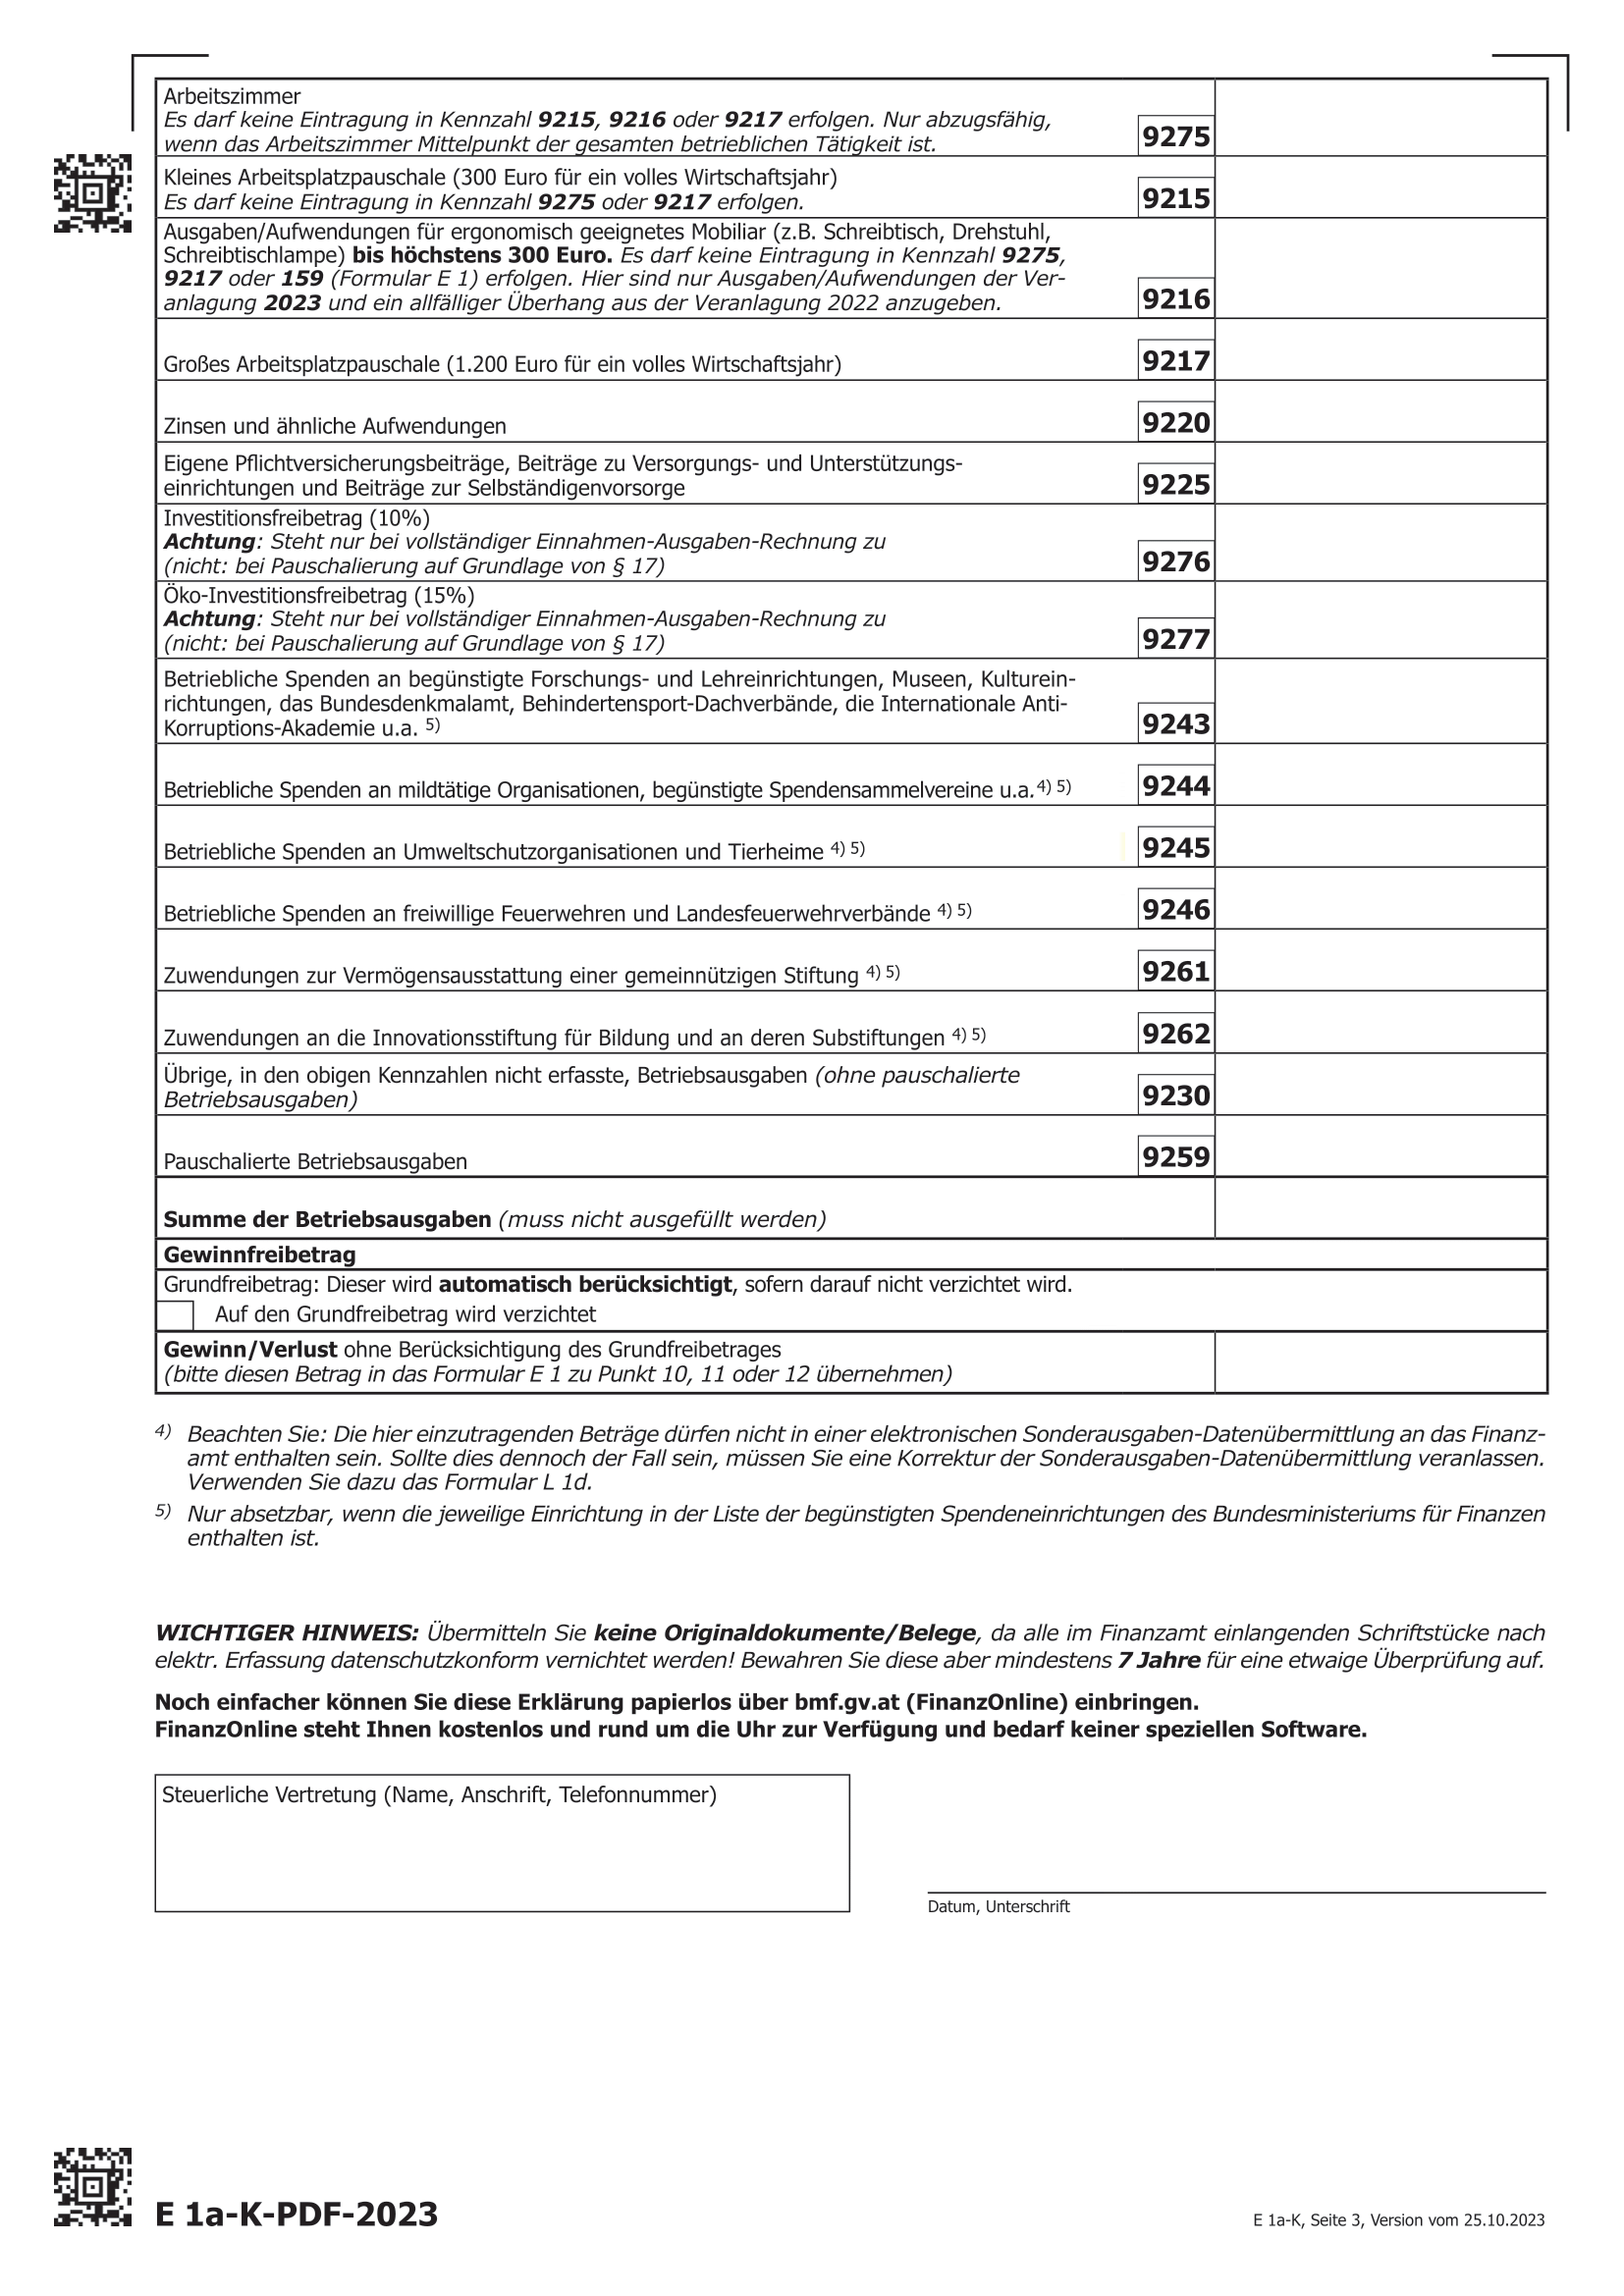 Arbeitszimmer
Es darf keine Eintragung in Kennzahl 9215, 9216 oder 9217 erfolgen. Nur abzugsfähig,
wenn das Arbeitszimmer Mittelpunkt der gesamten betrieblichen Tätigkeit ist.
9275
Kleines Arbeitsplatzpauschale (300 Euro für ein volles Wirtschaftsjahr)
Es darf keine Eintragung in Kennzahl 9275 oder 9217 erfolgen.
9215
Ausgaben/Aufwendungen für ergonomisch geeignetes Mobiliar (z.B. Schreibtisch, Drehstuhl,
Schreibtischlampe) bis höchstens 300 Euro. Es darf keine Eintragung in Kennzahl 9275,
9217 oder 159 (Formular E 1) erfolgen. Hier sind nur Ausgaben/Aufwendungen der Ver-
anlagung 2023 und ein allfälliger Überhang aus der Veranlagung 2022 anzugeben.
9216
Großes Arbeitsplatzpauschale (1.200 Euro für ein volles Wirtschaftsjahr)
9217
Zinsen und ähnliche Aufwendungen
9220
Eigene Pflichtversicherungsbeiträge, Beiträge zu Versorgungs- und Unterstützungs-
einrichtungen und Beiträge zur Selbständigenvorsorge
9225
Investitionsfreibetrag (10%)
Achtung: Steht nur bei vollständiger Einnahmen-Ausgaben-Rechnung zu
(nicht: bei Pauschalierung auf Grundlage von § 17)
9276
Öko-Investitionsfreibetrag (15%)
Achtung: Steht nur bei vollständiger Einnahmen-Ausgaben-Rechnung zu
(nicht: bei Pauschalierung auf Grundlage von § 17)
9277
Betriebliche Spenden an begünstigte Forschungs- und Lehreinrichtungen, Museen, Kulturein-
richtungen, das Bundesdenkmalamt, Behindertensport-Dachverbände, die Internationale Anti-
Korruptions-Akademie u.a. 5)
9243
Betriebliche Spenden an mildtätige Organisationen, begünstigte Spendensammelvereine u.a.4) 5)
9244
Betriebliche Spenden an Umweltschutzorganisationen und Tierheime 4) 5)
9245
Betriebliche Spenden an freiwillige Feuerwehren und Landesfeuerwehrverbände 4) 5)
9246
Zuwendungen zur Vermögensausstattung einer gemeinnützigen Stiftung 4) 5)
9261
Zuwendungen an die Innovationsstiftung für Bildung und an deren Substiftungen 4) 5)
9262
Übrige, in den obigen Kennzahlen nicht erfasste, Betriebsausgaben (ohne pauschalierte
Betriebsausgaben)
9230
Pauschalierte Betriebsausgaben
9259
Summe der Betriebsausgaben (muss nicht ausgefüllt werden)
Gewinnfreibetrag
Grundfreibetrag: Dieser wird automatisch berücksichtigt, sofern darauf nicht verzichtet wird.
Auf den Grundfreibetrag wird verzichtet
Gewinn/Verlust ohne Berücksichtigung des Grundfreibetrages
(bitte diesen Betrag in das Formular E 1 zu Punkt 10, 11 oder 12 übernehmen)
4) Beachten Sie: Die hier einzutragenden Beträge dürfen nicht in einer elektronischen Sonderausgaben-Datenübermittlung an das Finanz-
amt enthalten sein. Sollte dies dennoch der Fall sein, müssen Sie eine Korrektur der Sonderausgaben-Datenübermittlung veranlassen.
Verwenden Sie dazu das Formular L 1d.
5) Nur absetzbar, wenn die jeweilige Einrichtung in der Liste der begünstigten Spendeneinrichtungen des Bundesministeriums für Finanzen
enthalten ist.
WICHTIGER HINWEIS: Übermitteln Sie keine Originaldokumente/Belege, da alle im Finanzamt einlangenden Schriftstücke nach
elektr. Erfassung datenschutzkonform vernichtet werden! Bewahren Sie diese aber mindestens 7 Jahre für eine etwaige Überprüfung auf.
Noch einfacher können Sie diese Erklärung papierlos über bmf.gv.at (FinanzOnline) einbringen.
FinanzOnline steht Ihnen kostenlos und rund um die Uhr zur Verfügung und bedarf keiner speziellen Software.
Steuerliche Vertretung (Name, Anschrift, Telefonnummer)
Datum, Unterschrift
E 1a-K-PDF-2023
E 1a-K, Seite 3, Version vom 25.10.2023